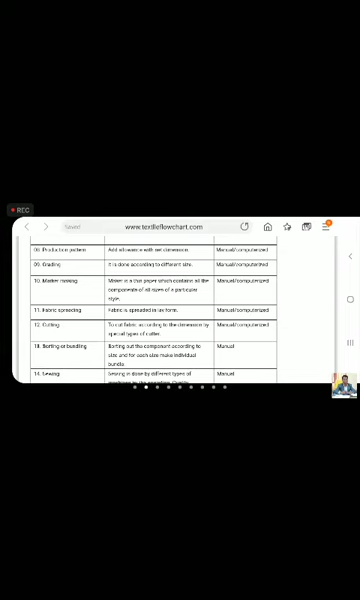 REC
Saved
www.textileflowchart.com
08. Production pattern
Add allowance with net dimension.
Manual/computerized
09. Grading
It is done according to different size.
Manual/computerized
10. Marker making
Marker is a thin paper which contains all the
components of all sizes of a particular
style.
Manual/computerized
11. Fabric spreading
Fabric is spreaded in lay form.
Manual/computerized
12. Cutting
To cut fabric according to the dimension by
special types of cutter.
Manual/computerized
13. Sorting or bundling
Sorting out the component according to
size and for each size make individual
bundle.
Manual
14. Sewing
Sewing is done by different types of
Manual